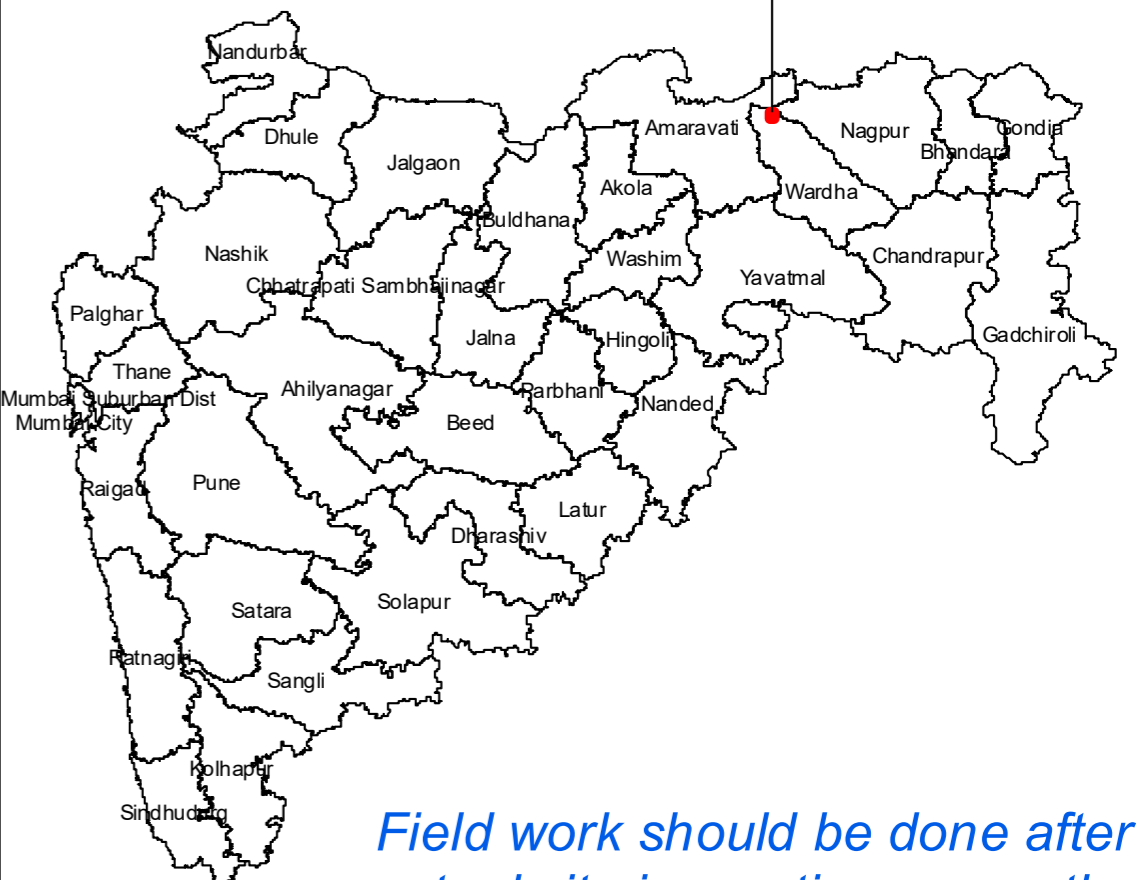 Nandurbar
Dhule
Jalgaon
Amaravati
Nagpur
Gondia
Bhandara
Akola
Wardha
Buldhana
Nashik
Washim
Chandrapur
Chhatrapati Sambhajinagar
Yavatmal
Palghar
Jalna
Hingoli
Gadchiroli
Thane
Ahilyanagar
Parbhani
Mumbai Suburban Dist
Nanded
Mumbai City
Beed
Raigad
Pune
Latur
Dharashiv
Satara
Solapur
Ratnagiri
Sangli
Kolhapur
Sindhudurg
Field work should be done after